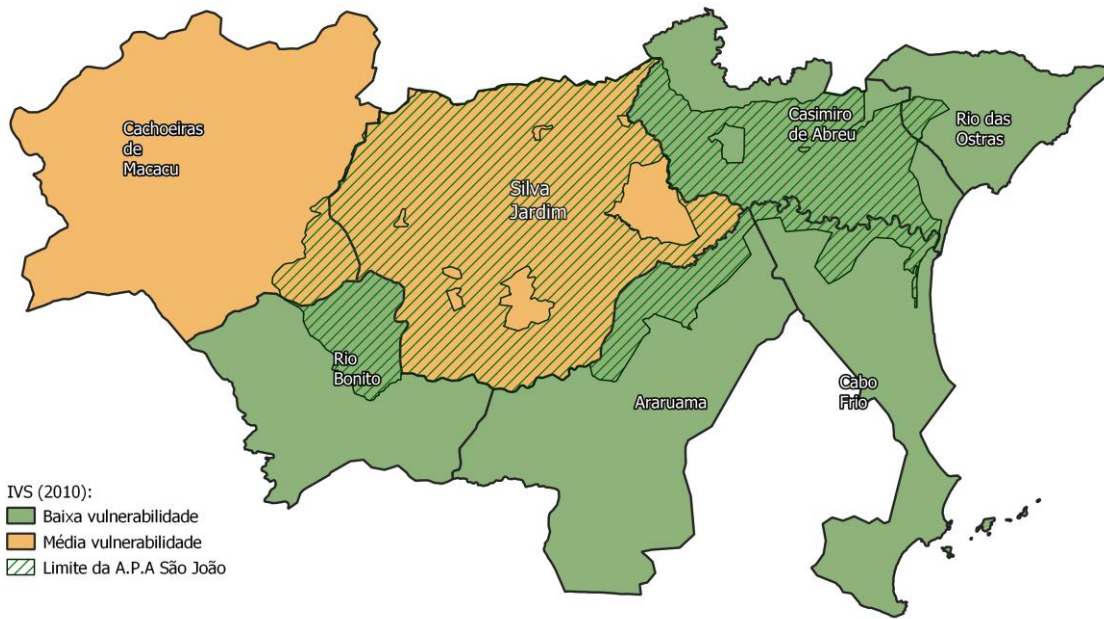 Cachoeiras
de
Macacu
Silva
Jardim
Casimiro
de Abreu
Rio das
Ostras
Rio
Bonito
Araruama
Cabo
Frio
IVS (2010):
Baixa vulnerabilidade
Média vulnerabilidade
Limite da A.P.A São João